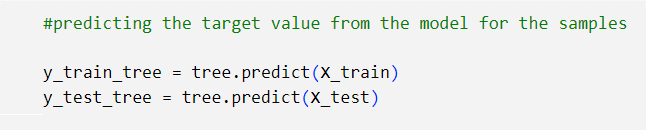 #predicting the target value from the model for the samples
y_train_tree = tree.predict(X_train)
y_test_tree = tree.predict(X_test)